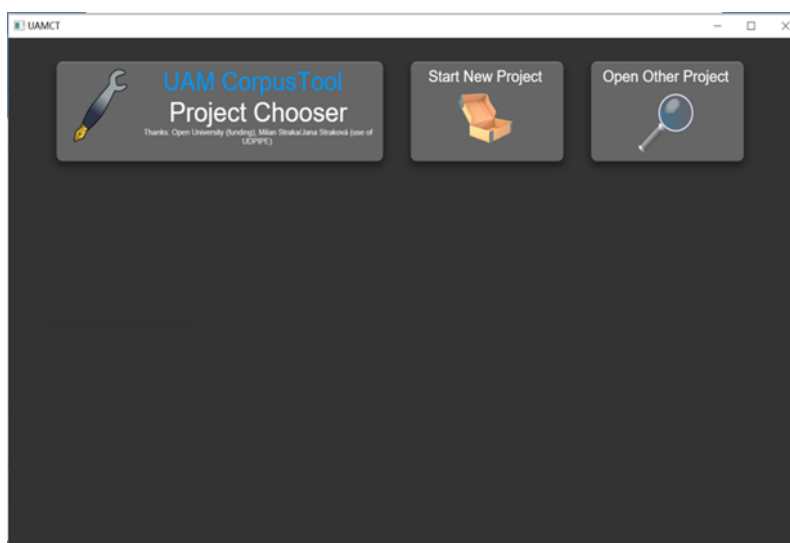 UAMCT
UAM CorpusTool
Project Chooser
Thanks: Open University (funding), Milan Straka/Jana Straková (use of
UDPIPE)
Start New Project
Open Other Project